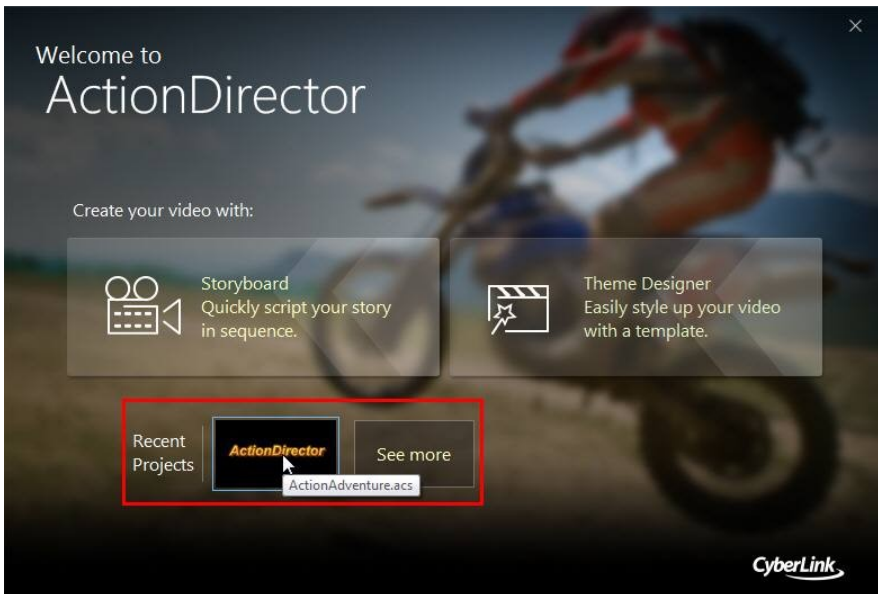 Welcome to
ActionDirector
Create your video with:
Storyboard
Quickly script your story
in sequence.
Theme Designer
Easily style up your video
with a template.
Recent
Projects
ActionDirector
See more
ActionAdventure.acs
CyberLink